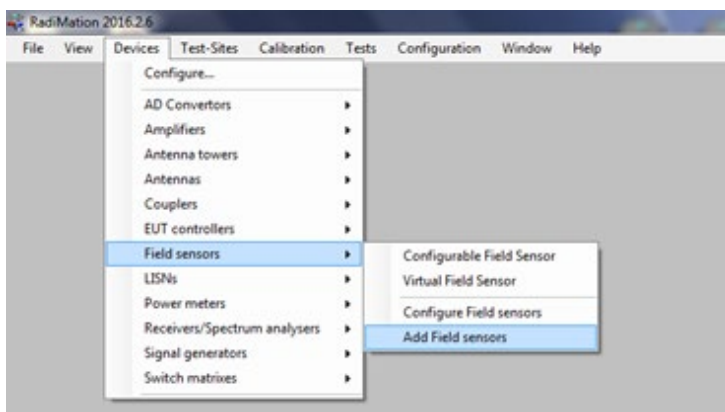 RadiMation 2016.2.6
File View Devices Test-Sites Calibration Tests Configuration Window Help
Configure...
AD Convertors
Amplifiers
Antenna towers
Antennas
Couplers
EUT controllers
Field sensors
LISNs
Power meters
Receivers/Spectrum analysers
Signal generators
Switch matrixes
Configurable Field Sensor
Virtual Field Sensor
Configure Field sensors
Add Field sensors